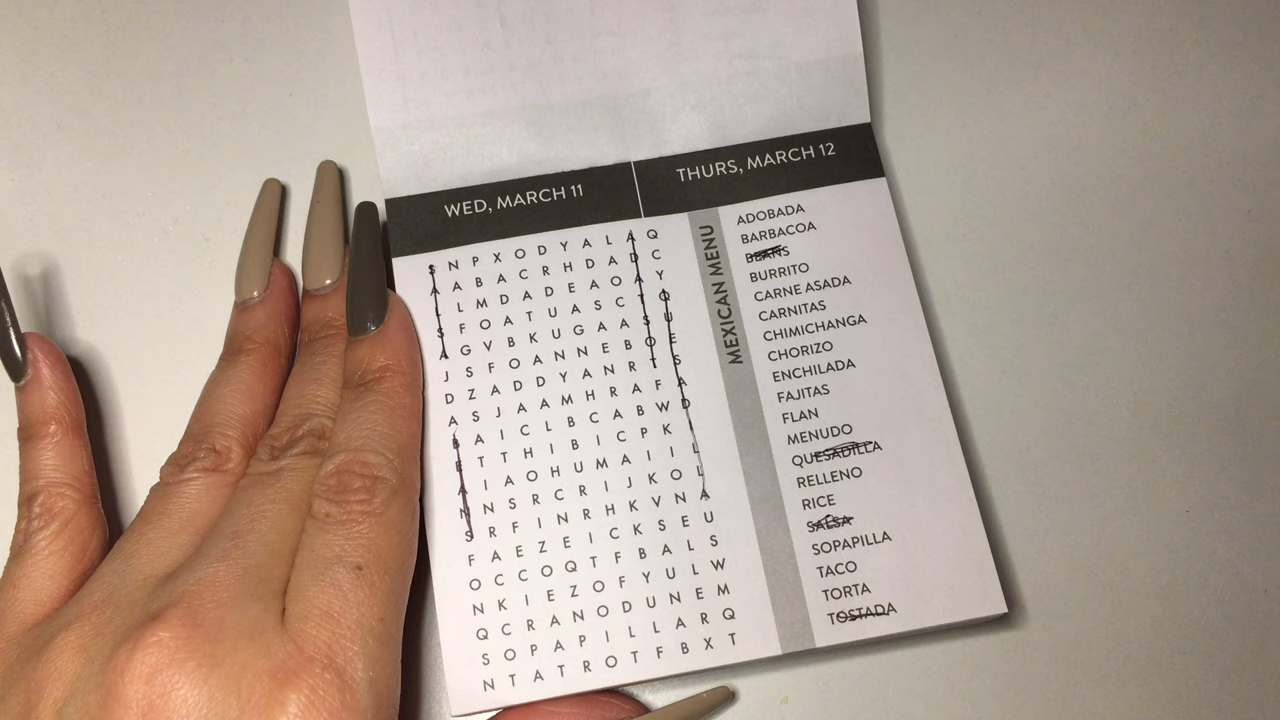 WED, MARCH 11
THURS, MARCH 12
S N P X O D Y A L A Q
A A B A C R H D A D C
L L M D A D E A O A Y
S F O A T U A S C T Q
A G V B K U G A A S U
J S F O A N N E B O E
D Z A D D Y A N R T S
A S J A A M H R A F A
B A I C L B C A B W D
E T T H I B I C P K I
A I A O H U M A I I L
N N S R C R I J K O L
S R F I N R H K V N A
F A E Z E I C K S E U
O C C O Q T F B A L S
N K I E Z O F Y U L W
Q C R A N O D U N E M
S O P A P I L L A R Q
N T A T R O T F B X T
MEXICAN MENU
ADOBADA
BARBACOA
BEANS
BURRITO
CARNE ASADA
CARNITAS
CHIMICHANGA
CHORIZO
ENCHILADA
FAJITAS
FLAN
MENUDO
QUESADILLA
RELLENO
RICE
SALSA
SOPAPILLA
TACO
TORTA
TOSTADA